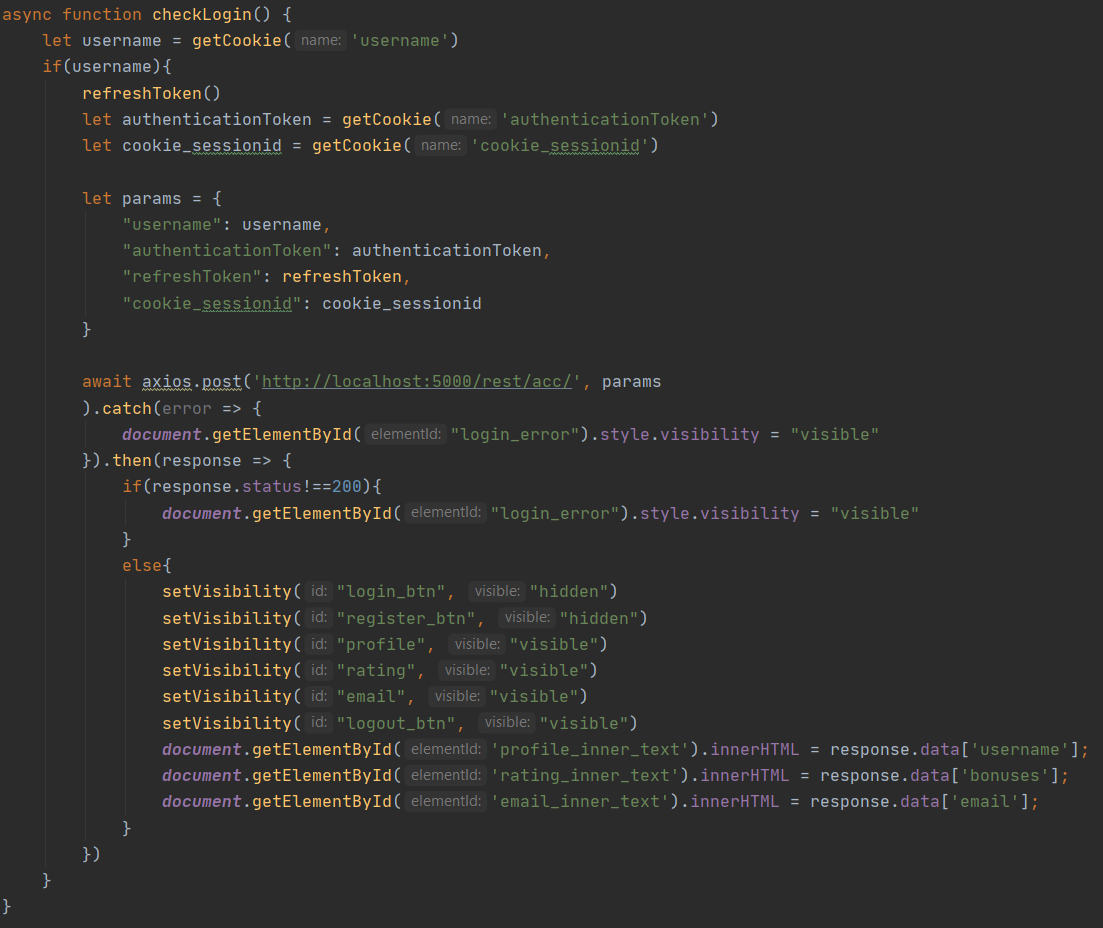 async function checkLogin() {
    let username = getCookie( name: 'username')
    if(username){
        refreshToken()
        let authenticationToken = getCookie( name: 'authenticationToken')
        let cookie_sessionid = getCookie( name: 'cookie_sessionid')

        let params = {
            "username": username,
            "authenticationToken": authenticationToken,
            "refreshToken": refreshToken,
            "cookie_sessionid": cookie_sessionid
        }

        await axios.post('http://localhost:5000/rest/acc/', params
        ).catch(error => {
            document.getElementById( elementId: "login_error").style.visibility = "visible"
        }).then(response => {
            if(response.status!==200){
                document.getElementById( elementId: "login_error").style.visibility = "visible"
            }
            else{
                setVisibility( id: "login_btn", visible: "hidden")
                setVisibility( id: "register_btn", visible: "hidden")
                setVisibility( id: "profile", visible: "visible")
                setVisibility( id: "rating", visible: "visible")
                setVisibility( id: "email", visible: "visible")
                setVisibility( id: "logout_btn", visible: "visible")
                document.getElementById( elementId: 'profile_inner_text').innerHTML = response.data['username'];
                document.getElementById( elementId: 'rating_inner_text').innerHTML = response.data['bonuses'];
                document.getElementById( elementId: 'email_inner_text').innerHTML = response.data['email'];
            }
        })
    }
}